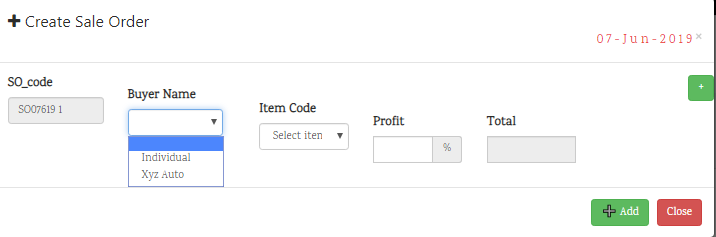 + Create Sale Order
07-Jun-2019×
SO_code
SO07619 1
Buyer Name
Individual
Xyz Auto
Item Code
Select iten
Profit
%
Total
+
+ Add
Close